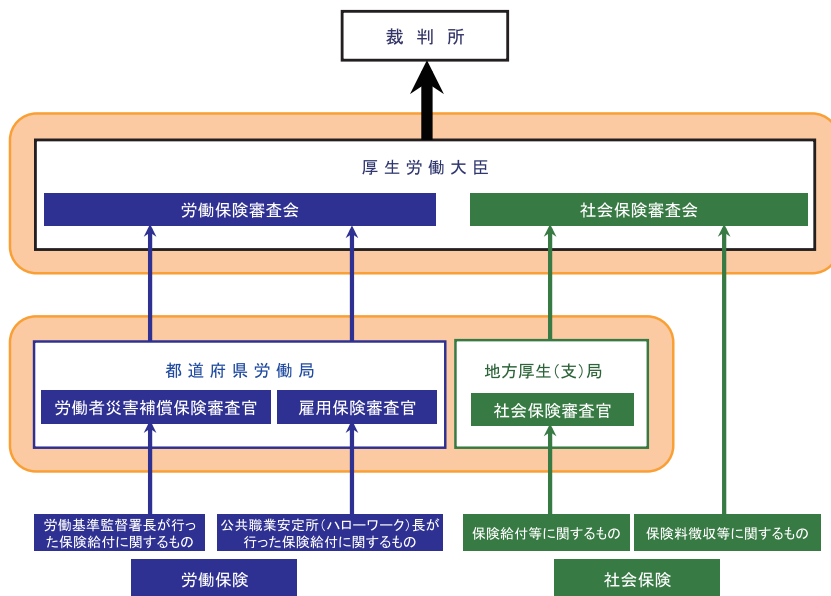 裁判所
厚生労働大臣
労働保険審査会
社会保険審査会
都道府県労働局
労働者災害補償保険審査官
雇用保険審査官
地方厚生(支)局
社会保険審査官
労働基準監督署長が行っ
た保険給付に関するもの
公共職業安定所(ハローワーク)長が
行った保険給付に関するもの
保険給付等に関するもの
保険料徴収等に関するもの
労働保険
社会保険